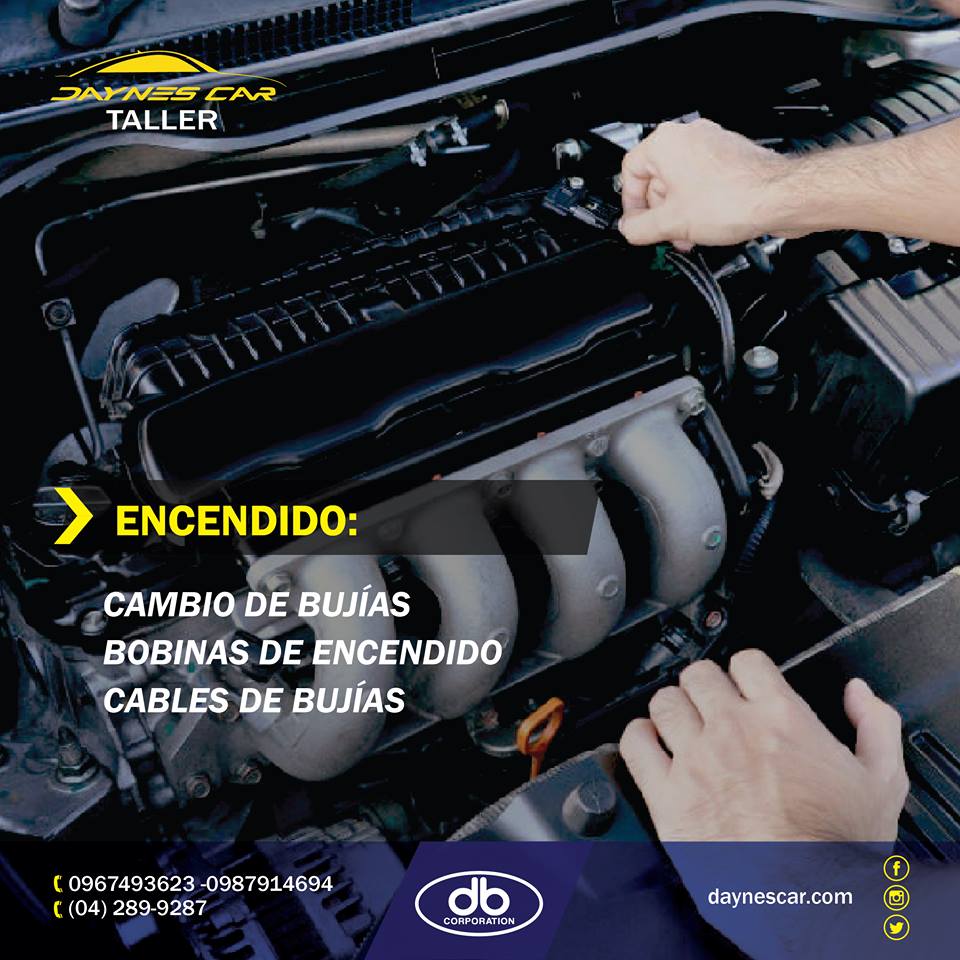 DAYNES CAR
TALLER
ENCENDIDO:
CAMBIO DE BUJÍAS
BOBINAS DE ENCENDIDO
CABLES DE BUJÍAS
0967493623 -0987914694
(04) 289-9287
db
CORPORATION
daynescar.com